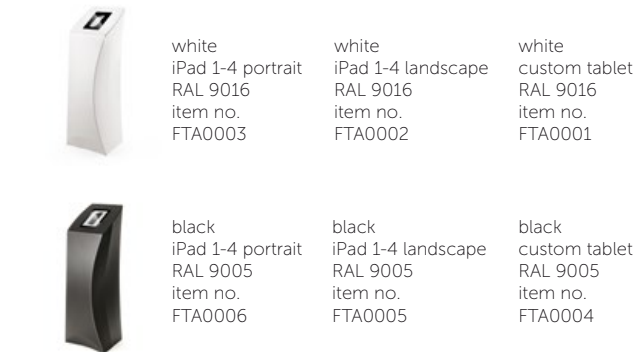 white
iPad 1-4 portrait
RAL 9016
item no.
FTA0003
white
iPad 1-4 landscape
RAL 9016
item no.
FTA0002
white
custom tablet
RAL 9016
item no.
FTA0001
black
iPad 1-4 portrait
RAL 9005
item no.
FTA0006
black
iPad 1-4 landscape
RAL 9005
item no.
FTA0005
black
custom tablet
RAL 9005
item no.
FTA0004